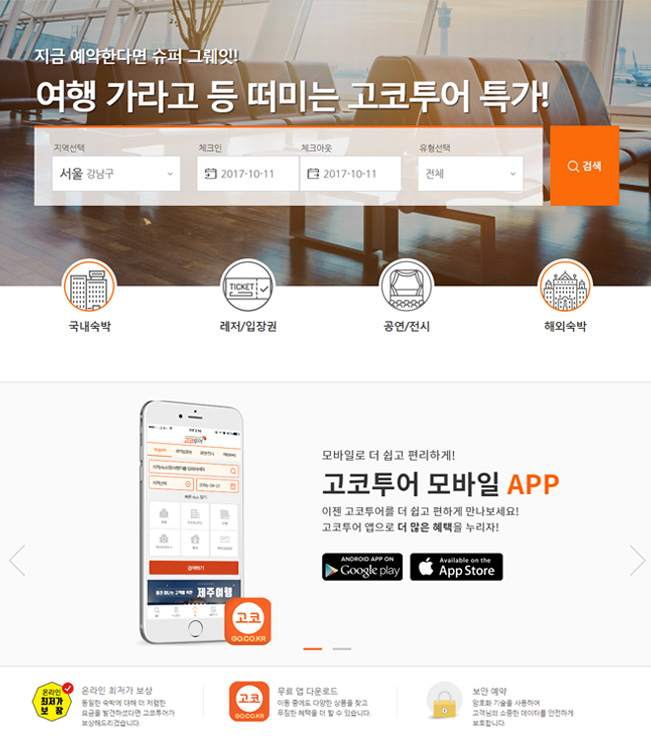 지금 예약한다면 슈퍼 그뤠잇!
여행 가라고 등 떠미는 고코투어 특가!
지역선택
체크인
체크아웃
유형선택
서울 강남구
2017-10-11
2017-10-11
전체
검색
TICKET
국내숙박
레저/입장권
공연/전시
해외숙박
고코투어
검색하기
제주여행
고코
GO.CO.KR
모바일로 더 쉽고 편리하게!
고코투어 모바일 APP
이젠 고코투어를 더 쉽고 편하게 만나보세요!
고코투어 앱으로 더 많은 혜택을 누리자!
ANDROID APP ON
Google play
Available on the
App Store
온라인
최저가
보 장
온라인 최저가 보상
동일한 숙박에 대해 더 저렴한
요금을 발견하셨다면 고코투어가
보상해드리겠습니다.
고코
GO.CO.KR
무료 앱 다운로드
이동 중에도 다양한 상품을 찾고
푸짐한 혜택을 더 할 수 있습니다.
보안 예약
암호화 기술을 사용하여
고객님의 소중한 데이터를 안전하게
보호합니다.